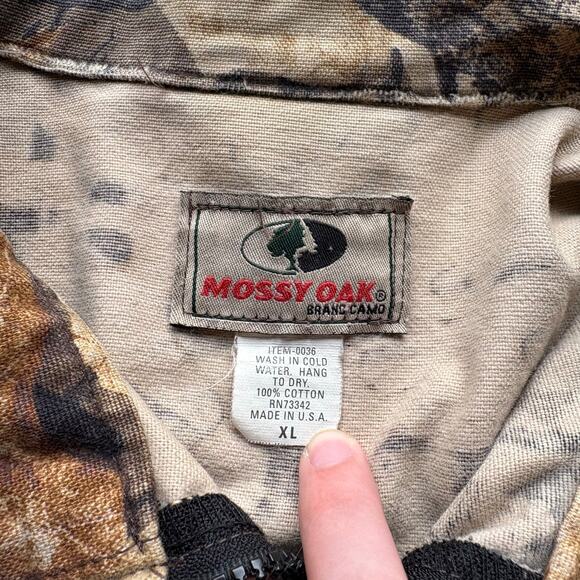 MOSSY OAK®
BRAND CAMO
ITEM-0036
WASH IN COLD
WATER. HANG
TO DRY.
100% COTTON
RN73342
MADE IN U.S.A.
XL